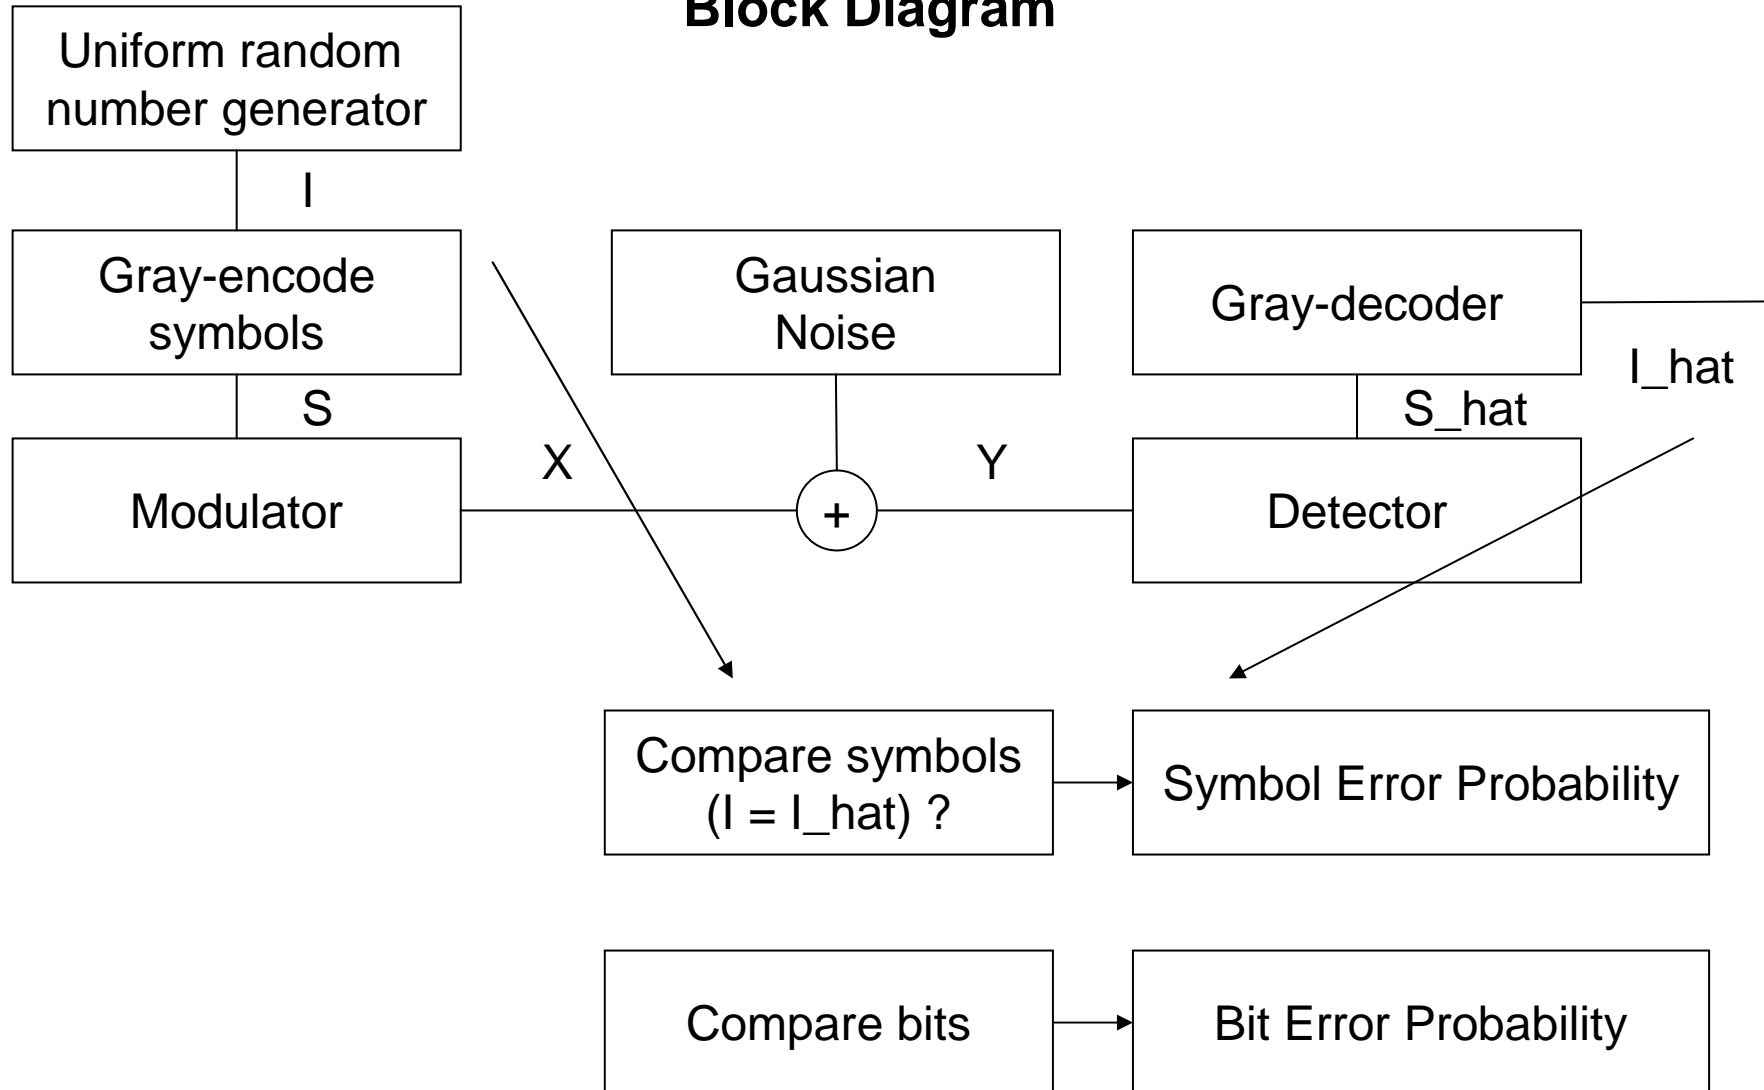 Block Diagram
Uniform random
number generator
I
Gray-encode
symbols
Gaussian
Noise
Gray-decoder
I_hat
S
S_hat
X
Y
Modulator
+
Detector
Compare symbols
(I = I_hat) ?
Symbol Error Probability
Compare bits
Bit Error Probability